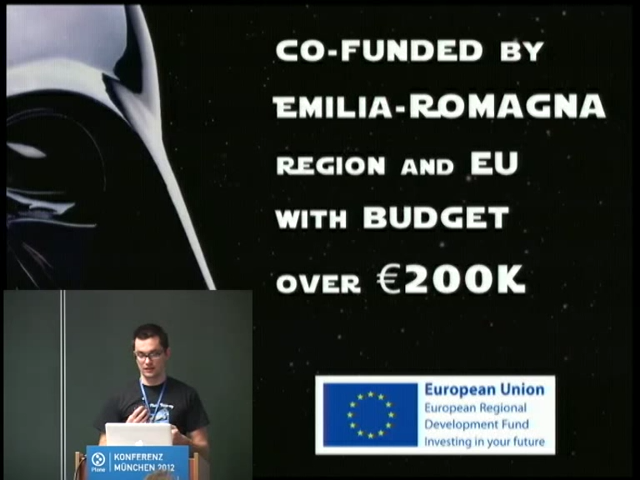 CO-FUNDED BY
EMILIA-ROMAGNA
REGION AND EU
WITH BUDGET
OVER €200K
European Union
European Regional
Development Fund
Investing in your future
Plone
KONFERENZ
MÜNCHEN 2012